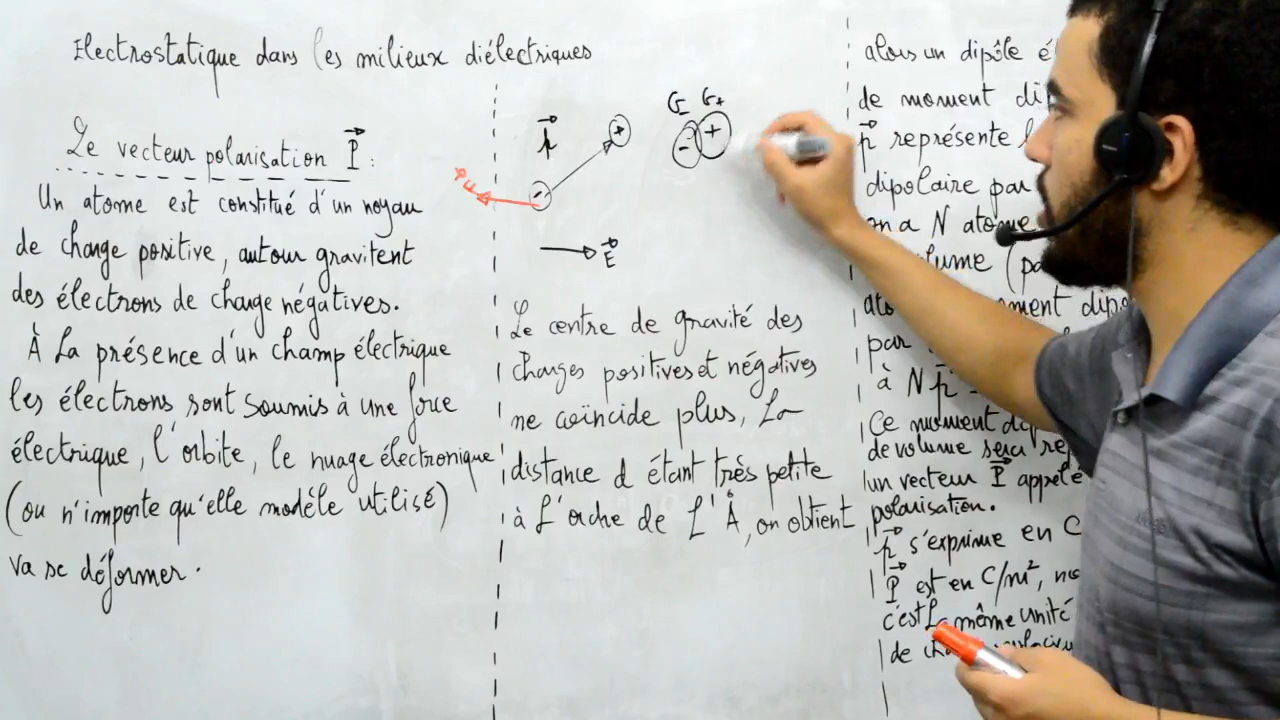 Electrostatique dans les milieux diélectriques
Le vecteur polarisation P⃗ :
Un atome est constitué d'un noyau
de charge positive, autour gravitent
des électrons de charge négatives.
À la présence d'un champ électrique
les électrons sont soumis à une force
électrique, l'orbite, le nuage électronique
(ou n'importe qu'elle modèle utilisé)
va se déformer.
p⃗
+
-
E⃗
G- G+
- +
Le centre de gravité des
charges positives et négatives
ne coïncide plus, La
distance d étant trés petite
à L'ordre de L'Å, on obtient
alors un dipôle
de moment
p⃗ représente
dipolaire par
on a N atome
par
à N p⃗
Ce moment
de volume sera
un vecteur P⃗ appelé
polarisation.
p⃗ s'exprime en C
P⃗ est en C/m²,
c'est La même unité
de